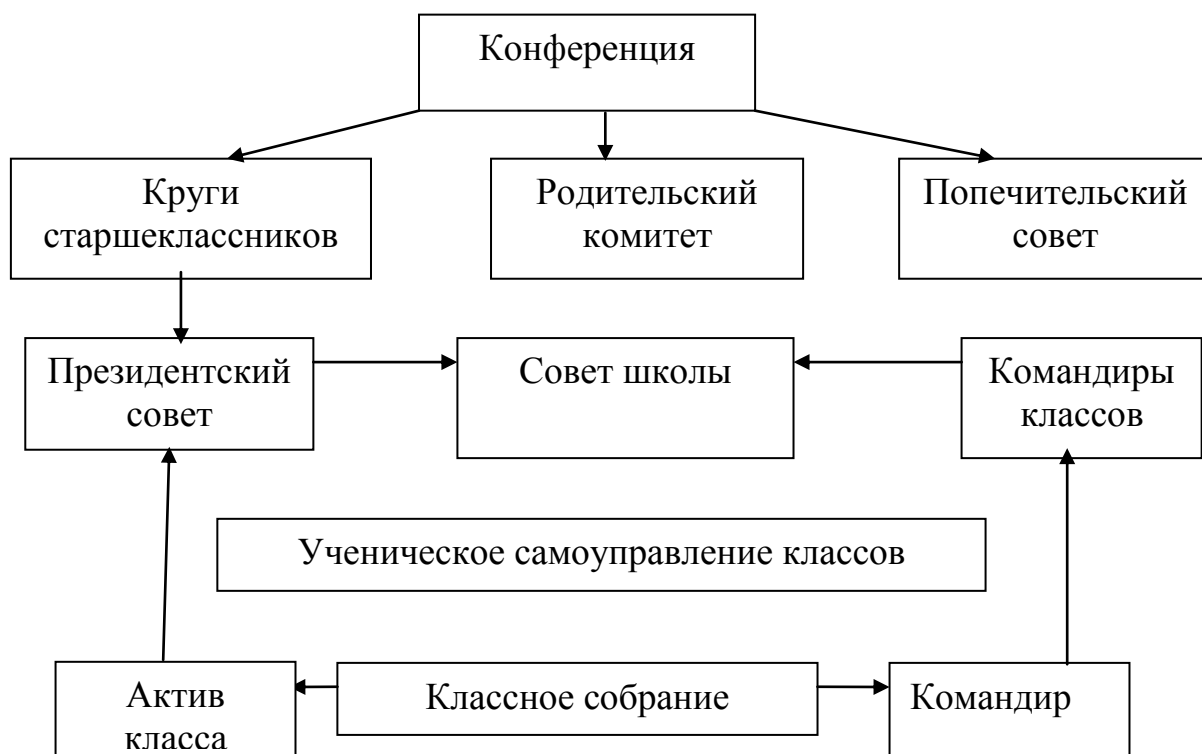 Конференция
Круги
старшеклассников
Родительский
комитет
Попечительский
совет
Президентский
совет
Совет школы
Командиры
классов
Ученическое самоуправление классов
Актив
класса
Классное собрание
Командир